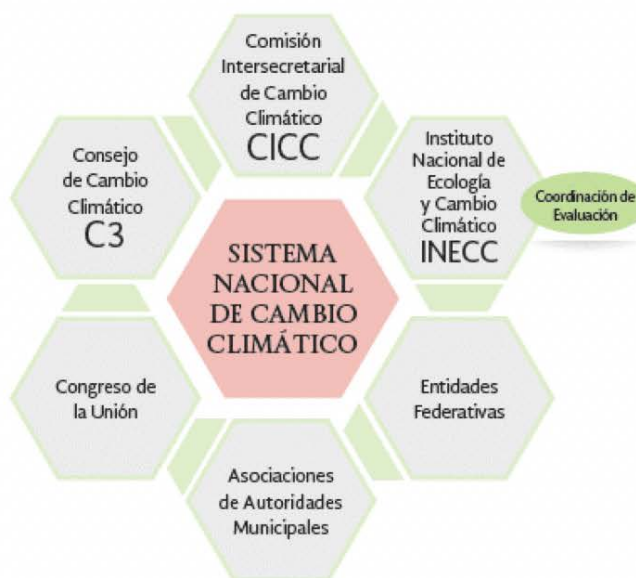 Comisión
Intersecretarial
de Cambio
Climático
CICC
Instituto
Nacional de
Ecología
y Cambio
Climático
INECC
Coordinación de
Evaluación
Consejo
de Cambio
Climático
C3
SISTEMA
NACIONAL
DE CAMBIO
CLIMÁTICO
Congreso de
la Unión
Entidades
Federativas
Asociaciones
de Autoridades
Municipales